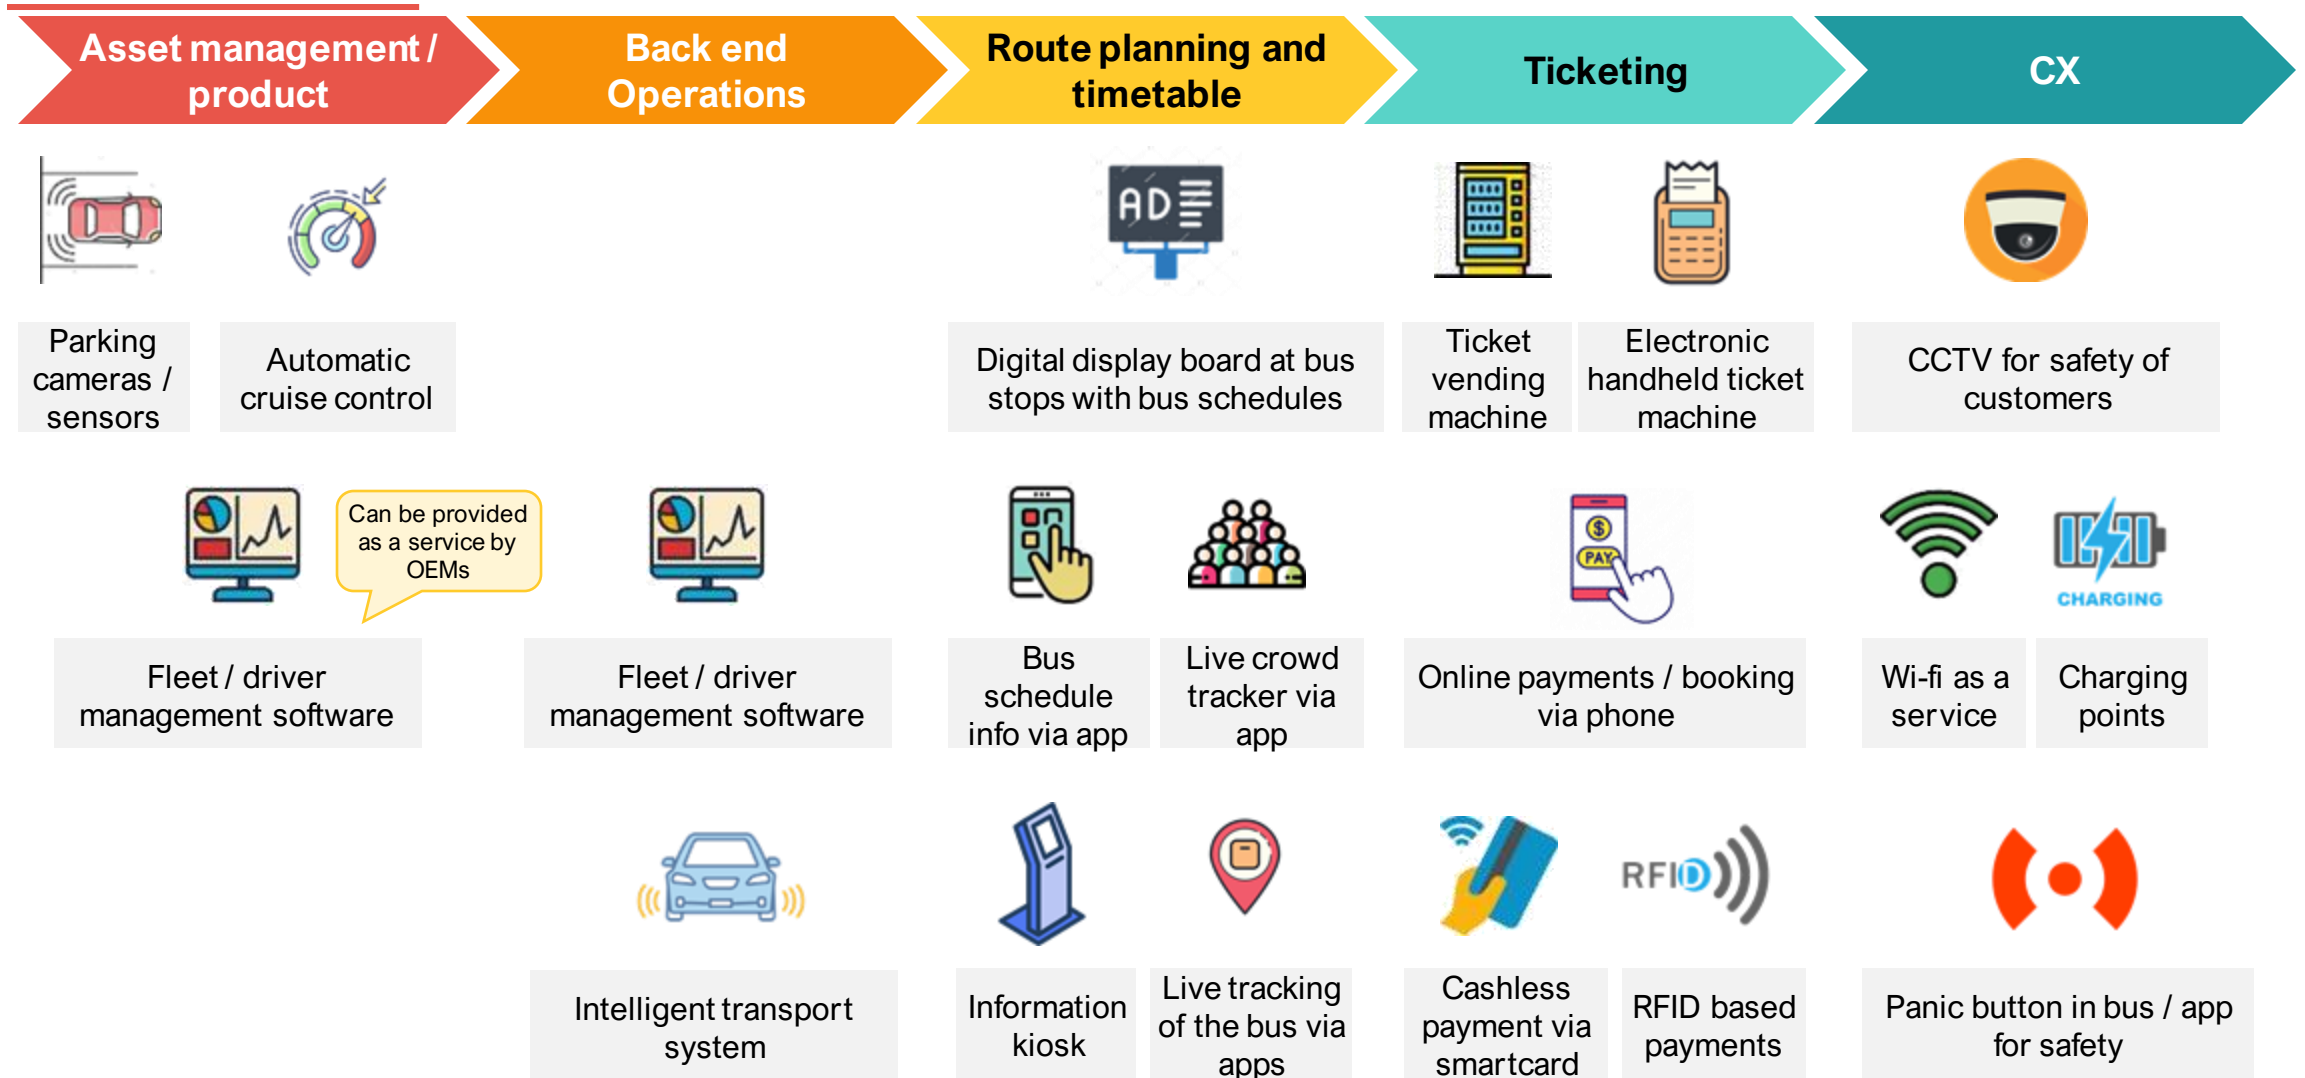 Asset management /
product
Back end
Operations
Route planning and
timetable
Ticketing
CX
AD
Parking
cameras /
sensors
Automatic
cruise control
Digital display board at bus
stops with bus schedules
Ticket
vending
machine
Electronic
handheld ticket
machine
CCTV for safety of
customers
Can be provided
as a service by
OEMs
$
PAY
CHARGING
Fleet / driver
management software
Fleet / driver
management software
Bus
schedule
info via app
Live crowd
tracker via
app
Online payments / booking
via phone
Wi-fi as a
service
Charging
points
RFID
Intelligent transport
system
Information
kiosk
Live tracking
of the bus via
apps
Cashless
payment via
smartcard
RFID based
payments
Panic button in bus / app
for safety